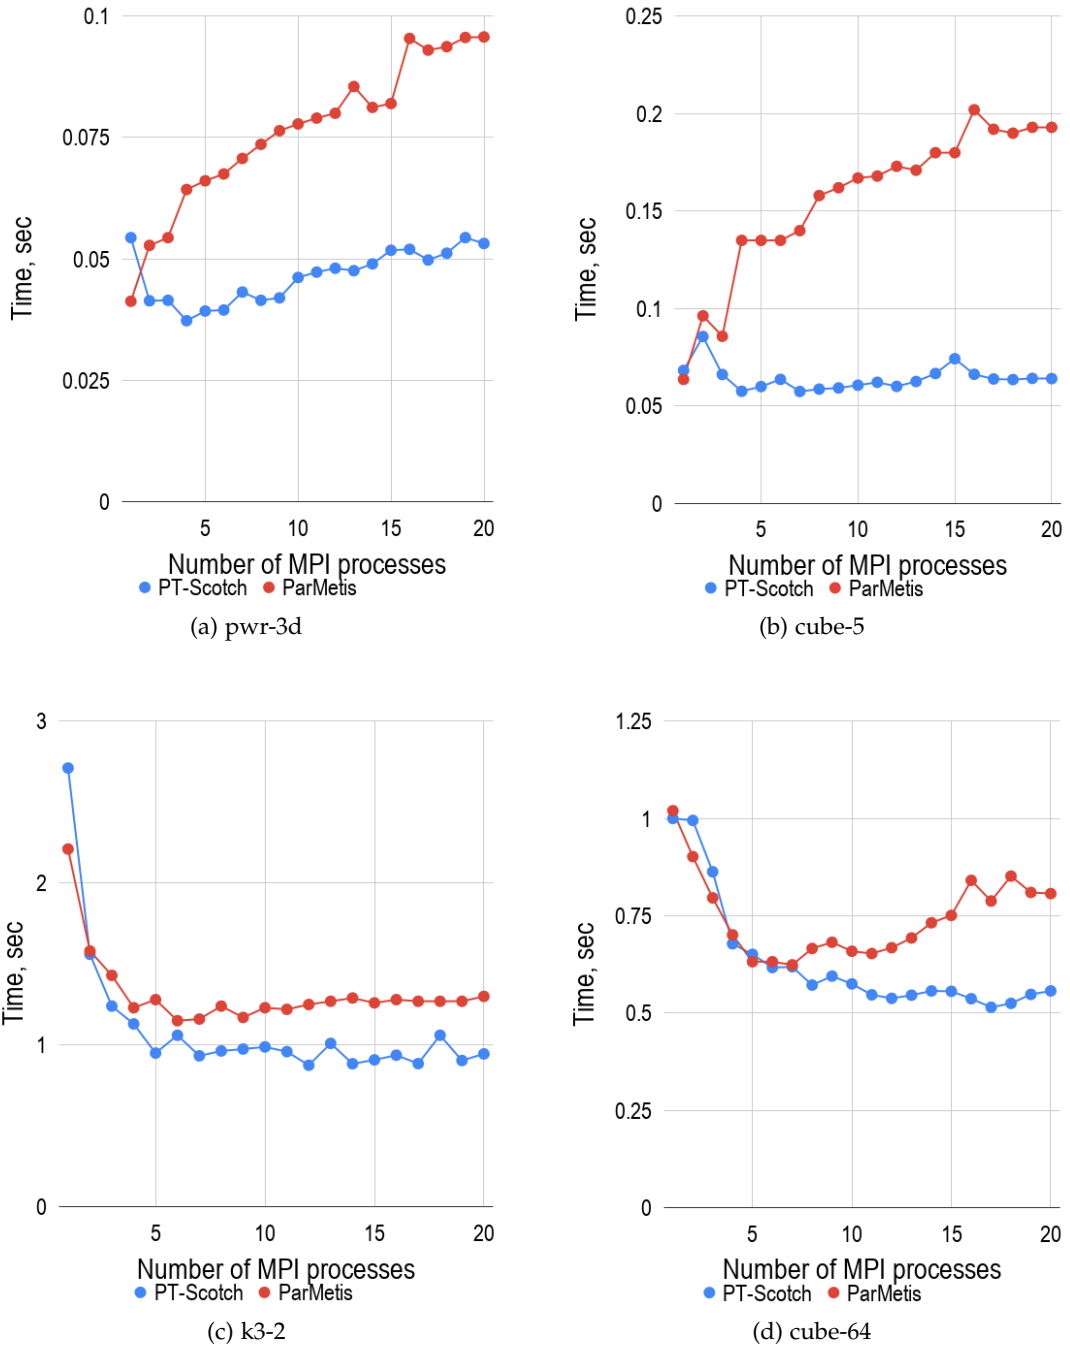 0.1
0.075
0.05
0.025
0
Time, sec
5 10 15 20
Number of MPI processes
PT-Scotch ParMetis
(a) pwr-3d
0.25
0.2
0.15
0.1
0.05
0
Time, sec
5 10 15 20
Number of MPI processes
PT-Scotch ParMetis
(b) cube-5
3
2
1
0
Time, sec
5 10 15 20
Number of MPI processes
PT-Scotch ParMetis
(c) k3-2
1.25
1
0.75
0.5
0.25
0
Time, sec
5 10 15 20
Number of MPI processes
PT-Scotch ParMetis
(d) cube-64